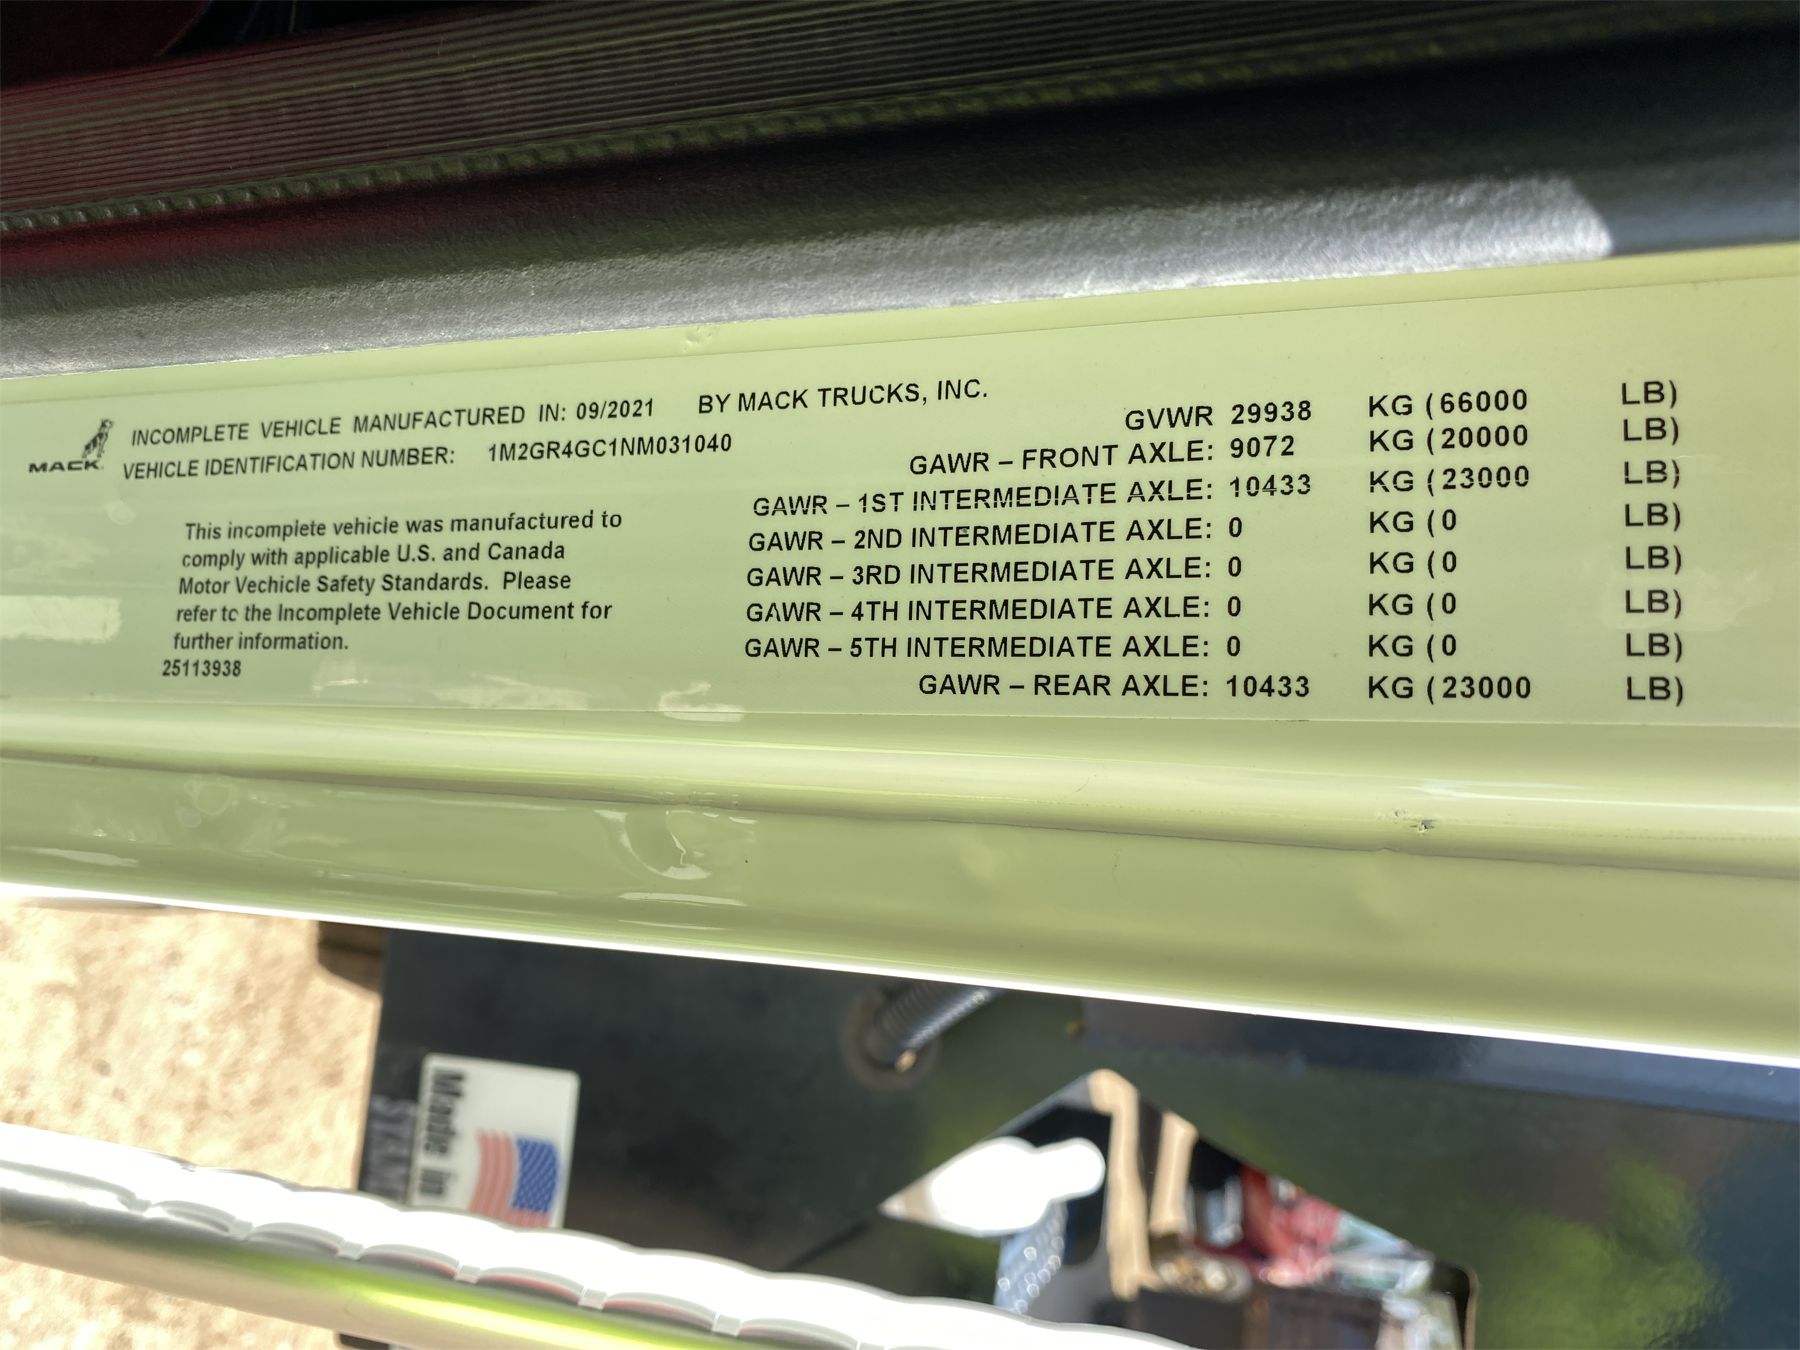 MACK
INCOMPLETE VEHICLE MANUFACTURED IN: 09/2021 BY MACK TRUCKS, INC.
VEHICLE IDENTIFICATION NUMBER: 1M2GR4GC1NM031040
This incomplete vehicle was manufactured to
comply with applicable U.S. and Canada
Motor Vechicle Safety Standards. Please
refer to the Incomplete Vehicle Document for
further information.
25113938
GVWR 29938 KG (66000 LB)
GAWR – FRONT AXLE: 9072 KG (20000 LB)
GAWR – 1ST INTERMEDIATE AXLE: 10433 KG (23000 LB)
GAWR – 2ND INTERMEDIATE AXLE: 0 KG (0 LB)
GAWR – 3RD INTERMEDIATE AXLE: 0 KG (0 LB)
GAWR – 4TH INTERMEDIATE AXLE: 0 KG (0 LB)
GAWR – 5TH INTERMEDIATE AXLE: 0 KG (0 LB)
GAWR – REAR AXLE: 10433 KG (23000 LB)
Made in